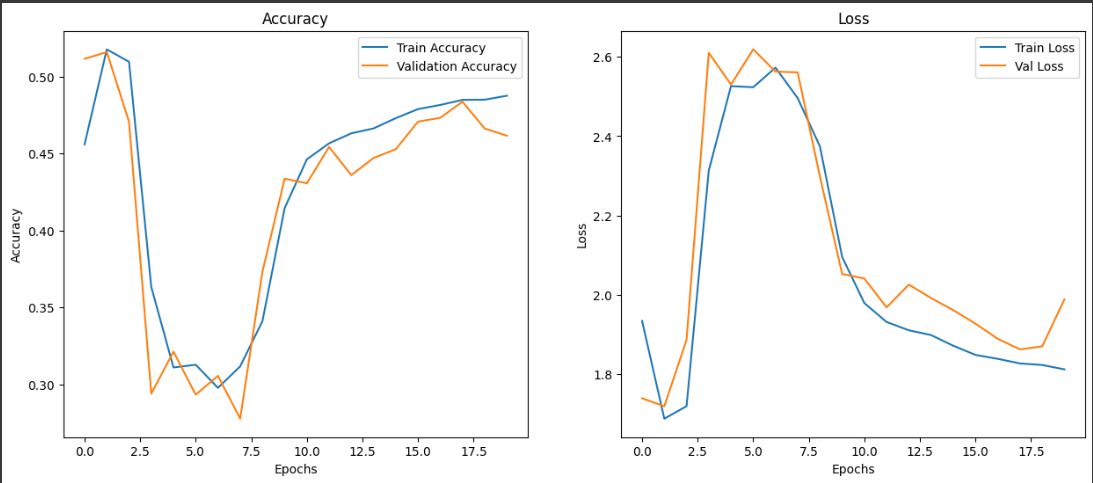 Accuracy
Train Accuracy
Validation Accuracy
Accuracy
0.50
0.45
0.40
0.35
0.30
0.0 2.5 5.0 7.5 10.0 12.5 15.0 17.5
Epochs
Loss
Train Loss
Val Loss
Loss
2.6
2.4
2.2
2.0
1.8
0.0 2.5 5.0 7.5 10.0 12.5 15.0 17.5
Epochs